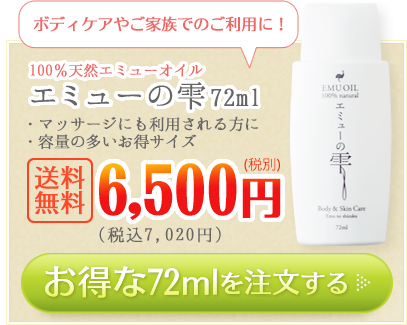 ボディケアやご家族でのご利用に！
100%天然エミューオイル
エミューの雫72ml
・マッサージにも利用される方に
・容量の多いお得サイズ
送料
無料
6,500円
(税別)
(税込7,020円)
EMU OIL
100% natural
エミューの雫
Body & Skin Care
Emu no shizuku
72ml
お得な72mlを注文する